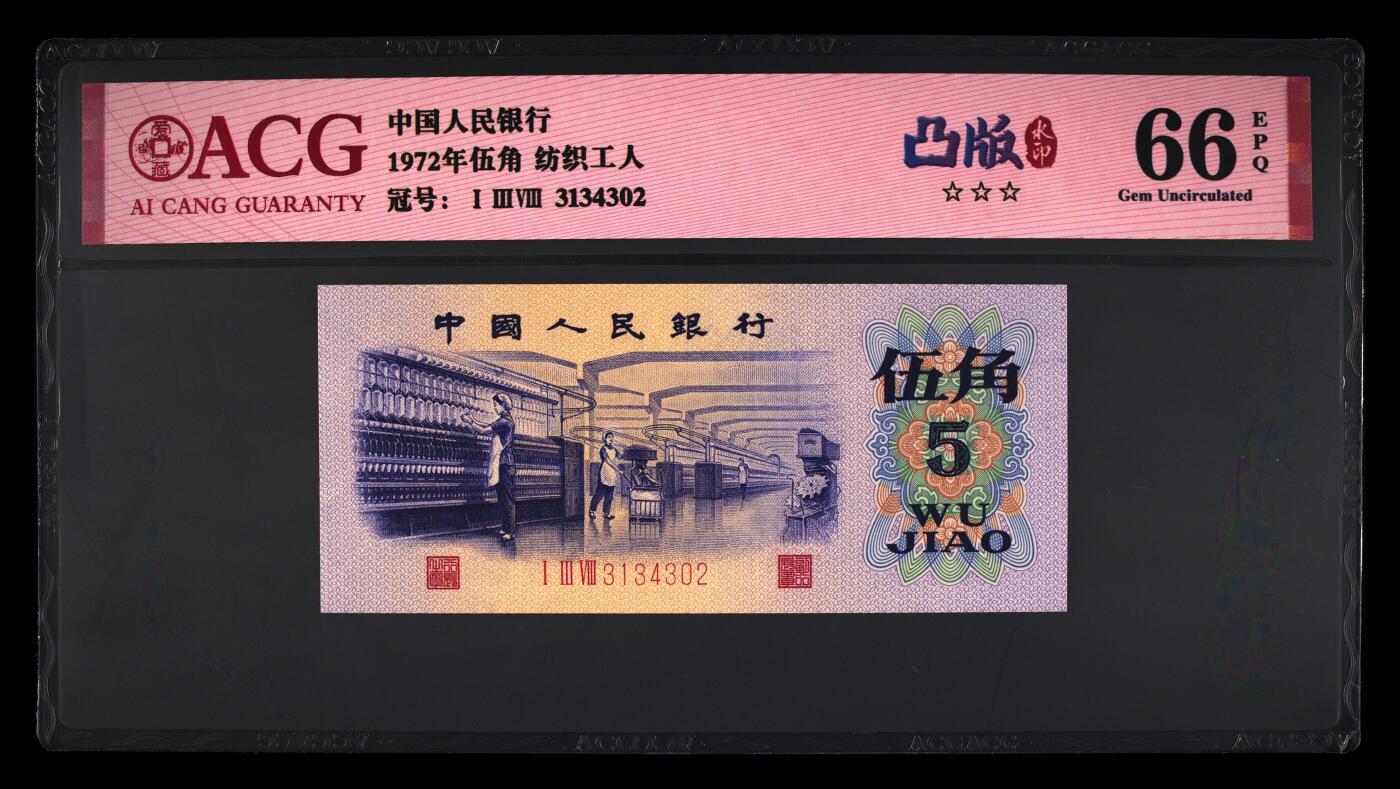 ACG
AI CANG GUARANTY
中国人民银行
1972年伍角 纺织工人
冠号：Ⅰ Ⅲ Ⅷ 3134302
凸版
水印
☆☆☆
66
EPQ
Gem Uncirculated
中國人民銀行
伍角
5
WU
JIAO
Ⅰ Ⅲ Ⅷ 3134302